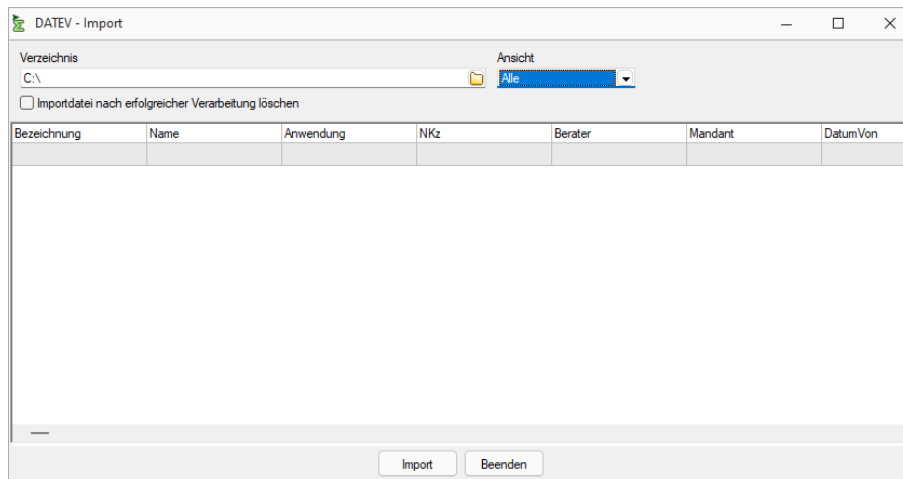 DATEV - Import
Verzeichnis Ansicht
C:\ Alle
Importdatei nach erfolgreicher Verarbeitung löschen
Bezeichnung Name Anwendung NKz Berater Mandant DatumVon
Import Beenden